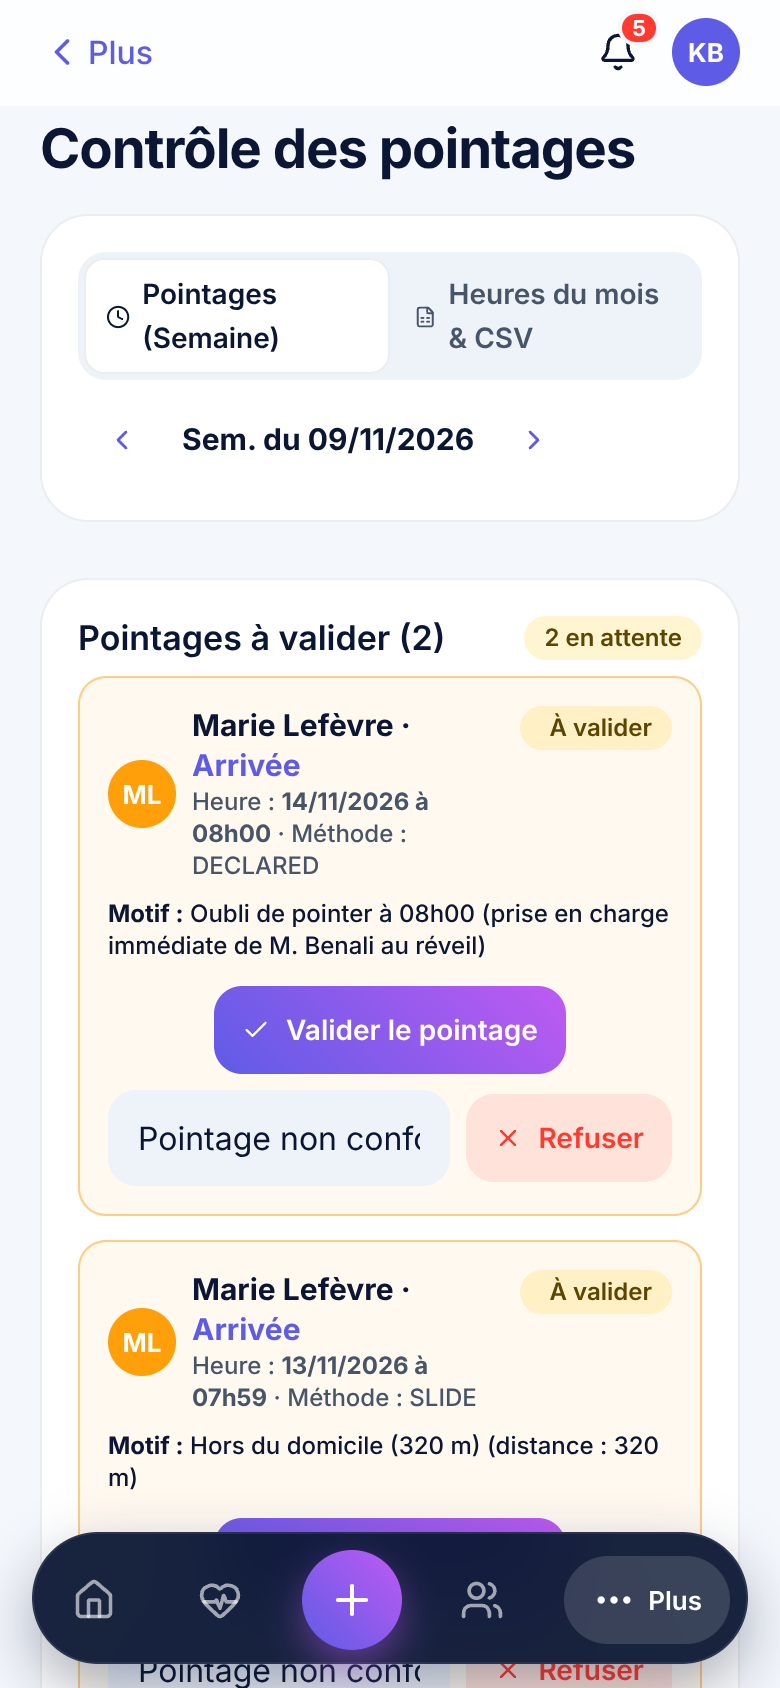 Plus
5
KB
Contrôle des pointages
Pointages
(Semaine)
Heures du mois
& CSV
Sem. du 09/11/2026
Pointages à valider (2)
2 en attente
Marie Lefèvre ·
Arrivée
À valider
ML
Heure : 14/11/2026 à
08h00 · Méthode :
DECLARED
Motif : Oubli de pointer à 08h00 (prise en charge
immédiate de M. Benali au réveil)
Valider le pointage
Pointage non confo
Refuser
Marie Lefèvre ·
Arrivée
À valider
ML
Heure : 13/11/2026 à
07h59 · Méthode : SLIDE
Motif : Hors du domicile (320 m) (distance : 320
m)
Plus
Pointage non confo
Refuser